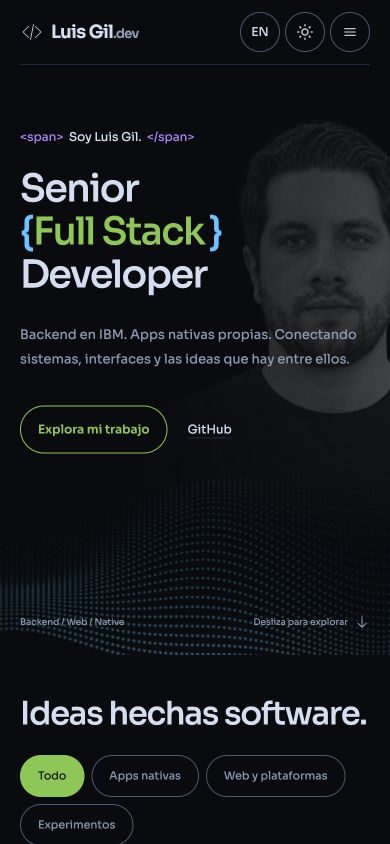 </> Luis Gil.dev
EN
<span> Soy Luis Gil. </span>
Senior
{Full Stack}
Developer
Backend en IBM. Apps nativas propias. Conectando
sistemas, interfaces y las ideas que hay entre ellos.
Explora mi trabajo
GitHub
Backend / Web / Native
Desliza para explorar ↓
Ideas hechas software.
Todo
Apps nativas
Web y plataformas
Experimentos